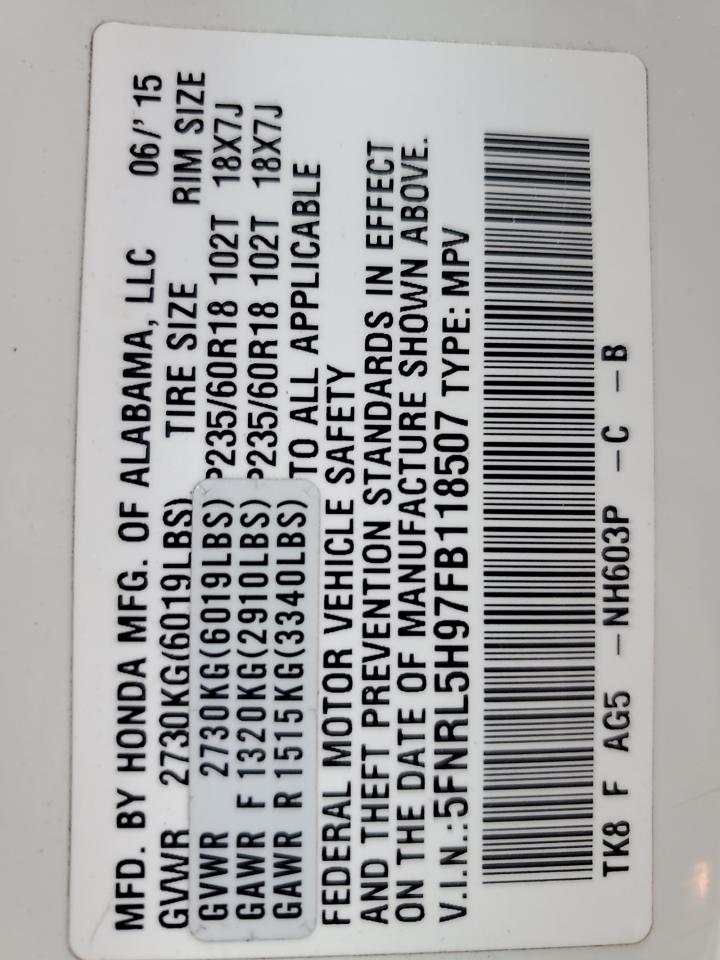 MFD. BY HONDA MFG. OF ALABAMA, LLC 06/'15
GVWR 2730KG(6019LBS) TIRE SIZE RIM SIZE
GVWR 2730KG(6019LBS) P235/60R18 102T 18X7J
GAWR F 1320KG(2910LBS) P235/60R18 102T 18X7J
GAWR R 1515KG(3340LBS) TO ALL APPLICABLE
FEDERAL MOTOR VEHICLE SAFETY
AND THEFT PREVENTION STANDARDS IN EFFECT
ON THE DATE OF MANUFACTURE SHOWN ABOVE.
V.I.N.:5FNRL5H97FB118507 TYPE: MPV
TK8 F AG5 -NH603P -C -B